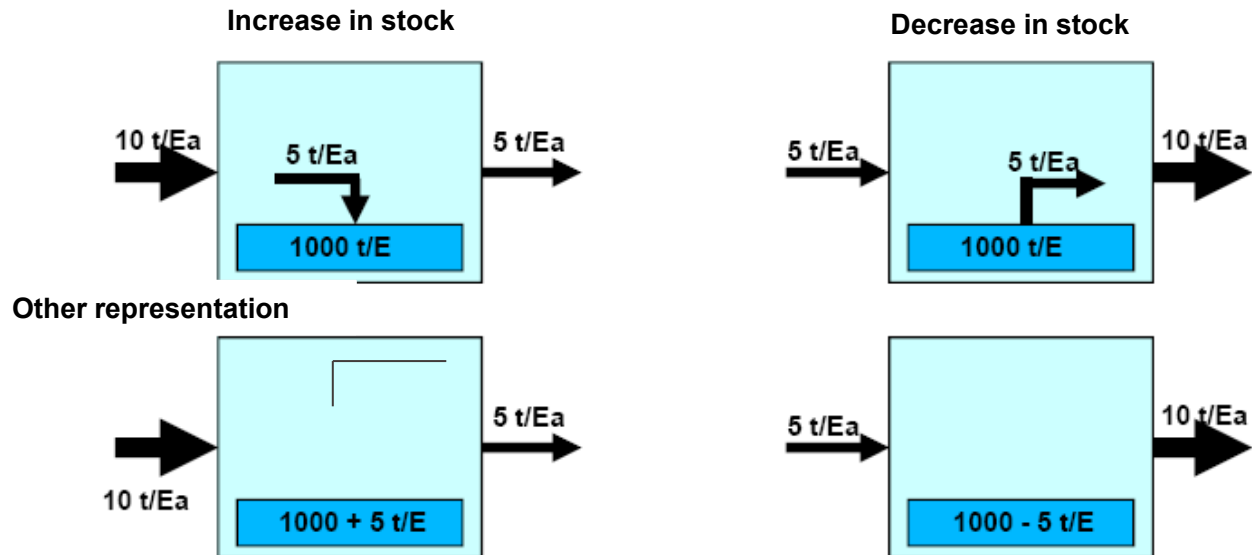 Increase in stock
Decrease in stock
10 t/Ea
5 t/Ea
5 t/Ea
1000 t/E
5 t/Ea
5 t/Ea
10 t/Ea
1000 t/E
Other representation
10 t/Ea
5 t/Ea
1000 + 5 t/E
5 t/Ea
10 t/Ea
1000 - 5 t/E